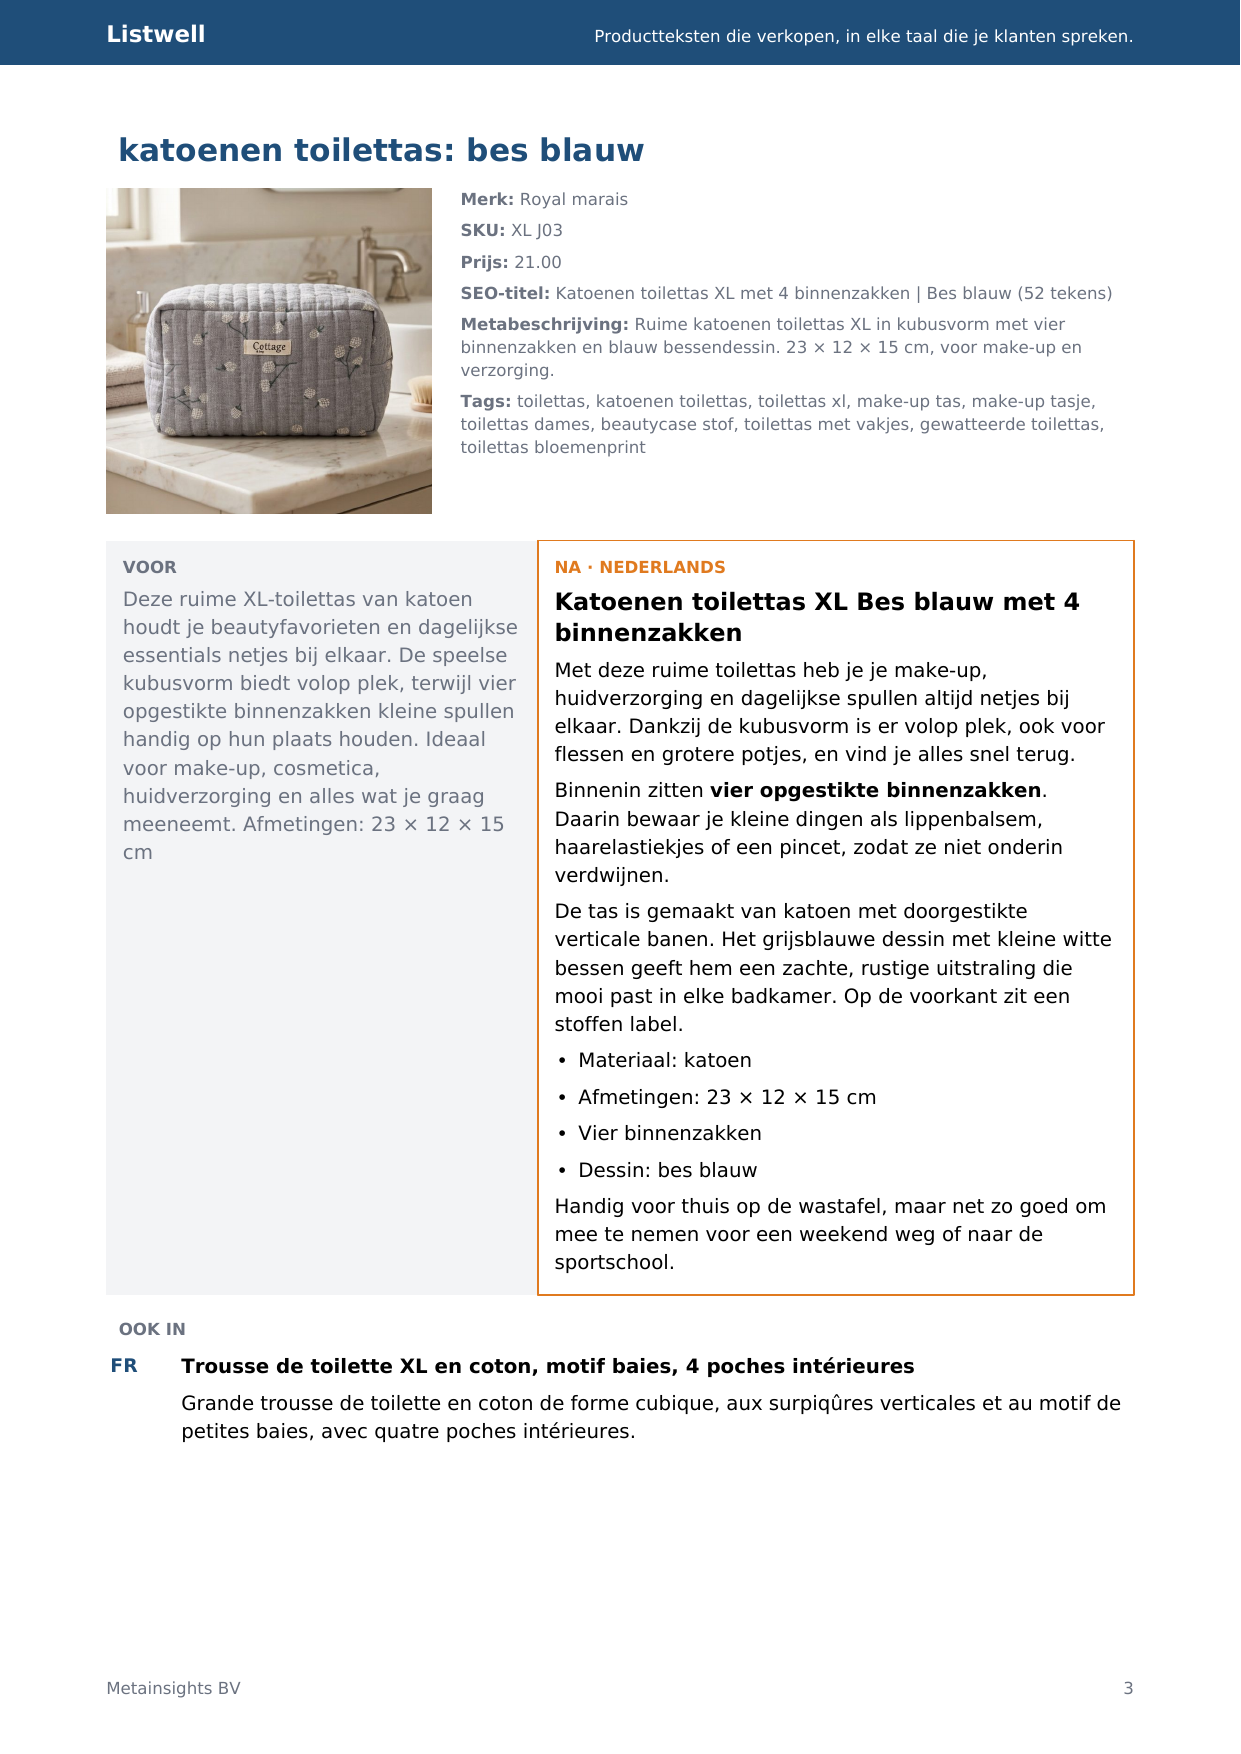 Listwell
Productteksten die verkopen, in elke taal die je klanten spreken.
katoenen toilettas: bes blauw
Cottage
Merk: Royal marais
SKU: XL J03
Prijs: 21.00
SEO-titel: Katoenen toilettas XL met 4 binnenzakken | Bes blauw (52 tekens)
Metabeschrijving: Ruime katoenen toilettas XL in kubusvorm met vier
binnenzakken en blauw bessendessin. 23 × 12 × 15 cm, voor make-up en
verzorging.
Tags: toilettas, katoenen toilettas, toilettas xl, make-up tas, make-up tasje,
toilettas dames, beautycase stof, toilettas met vakjes, gewatteerde toilettas,
toilettas bloemenprint
VOOR
Deze ruime XL-toilettas van katoen
houdt je beautyfavorieten en dagelijkse
essentials netjes bij elkaar. De speelse
kubusvorm biedt volop plek, terwijl vier
opgestikte binnenzakken kleine spullen
handig op hun plaats houden. Ideaal
voor make-up, cosmetica,
huidverzorging en alles wat je graag
meeneemt. Afmetingen: 23 × 12 × 15
cm
NA · NEDERLANDS
Katoenen toilettas XL Bes blauw met 4
binnenzakken
Met deze ruime toilettas heb je je make-up,
huidverzorging en dagelijkse spullen altijd netjes bij
elkaar. Dankzij de kubusvorm is er volop plek, ook voor
flessen en grotere potjes, en vind je alles snel terug.
Binnenin zitten vier opgestikte binnenzakken.
Daarin bewaar je kleine dingen als lippenbalsem,
haarelastiekjes of een pincet, zodat ze niet onderin
verdwijnen.
De tas is gemaakt van katoen met doorgestikte
verticale banen. Het grijsblauwe dessin met kleine witte
bessen geeft hem een zachte, rustige uitstraling die
mooi past in elke badkamer. Op de voorkant zit een
stoffen label.
• Materiaal: katoen
• Afmetingen: 23 × 12 × 15 cm
• Vier binnenzakken
• Dessin: bes blauw
Handig voor thuis op de wastafel, maar net zo goed om
mee te nemen voor een weekend weg of naar de
sportschool.
OOK IN
FR
Trousse de toilette XL en coton, motif baies, 4 poches intérieures
Grande trousse de toilette en coton de forme cubique, aux surpiqûres verticales et au motif de
petites baies, avec quatre poches intérieures.
Metainsights BV
3